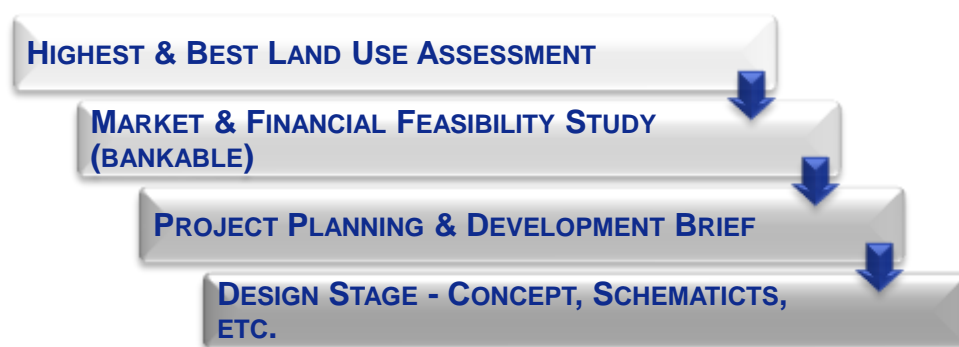 HIGHEST & BEST LAND USE ASSESSMENT
MARKET & FINANCIAL FEASIBILITY STUDY
(BANKABLE)
PROJECT PLANNING & DEVELOPMENT BRIEF
DESIGN STAGE - CONCEPT, SCHEMATICTS,
ETC.